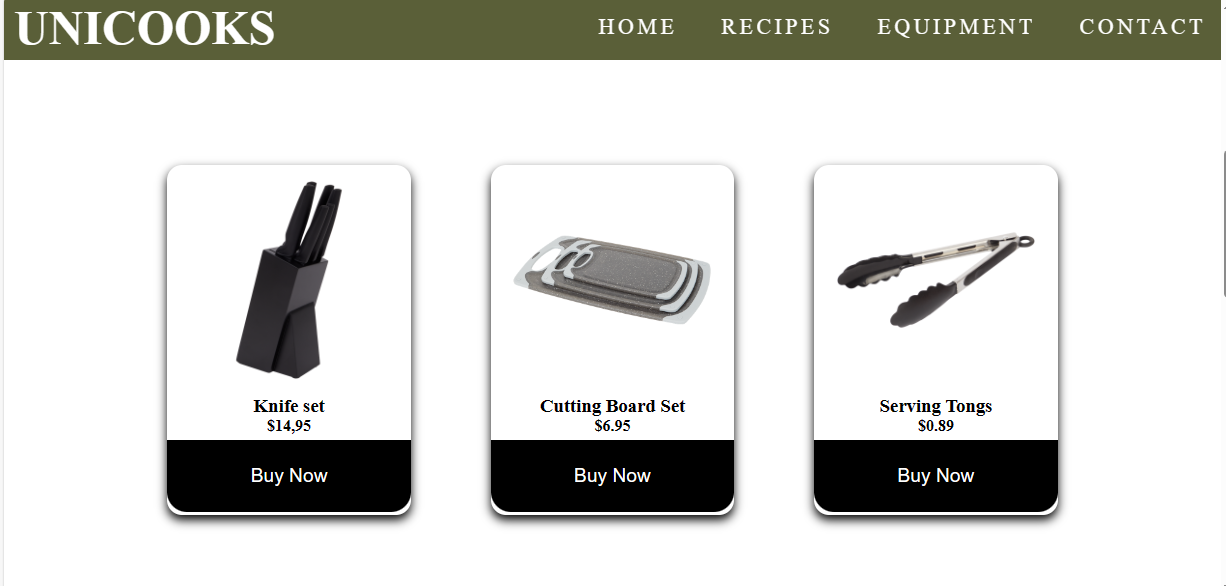 UNICOOKS HOME RECIPES EQUIPMENT CONTACT
Knife set
$14,95
Buy Now
Cutting Board Set
$6.95
Buy Now
Serving Tongs
$0.89
Buy Now